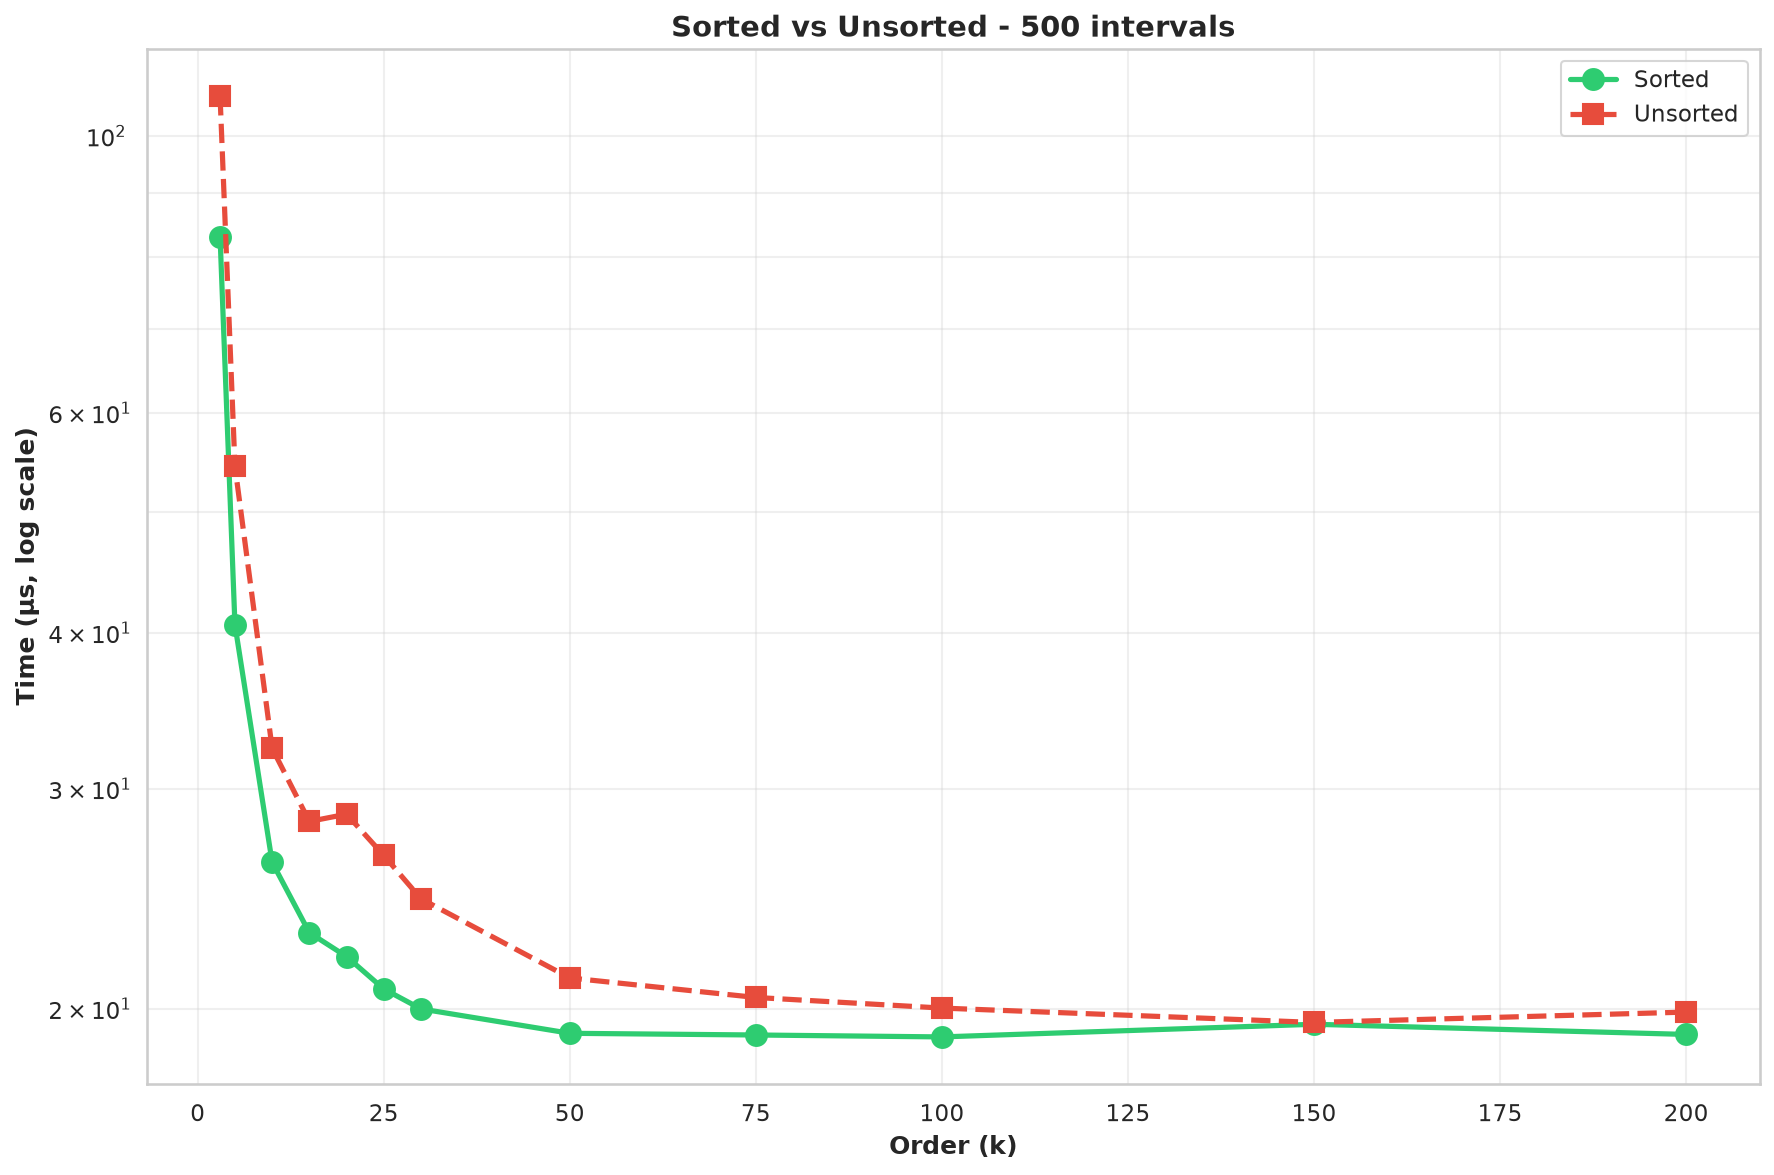 Sorted vs Unsorted - 500 intervals
Sorted
Unsorted
Time (µs, log scale)
10²
6 × 10¹
4 × 10¹
3 × 10¹
2 × 10¹
0 25 50 75 100 125 150 175 200
Order (k)